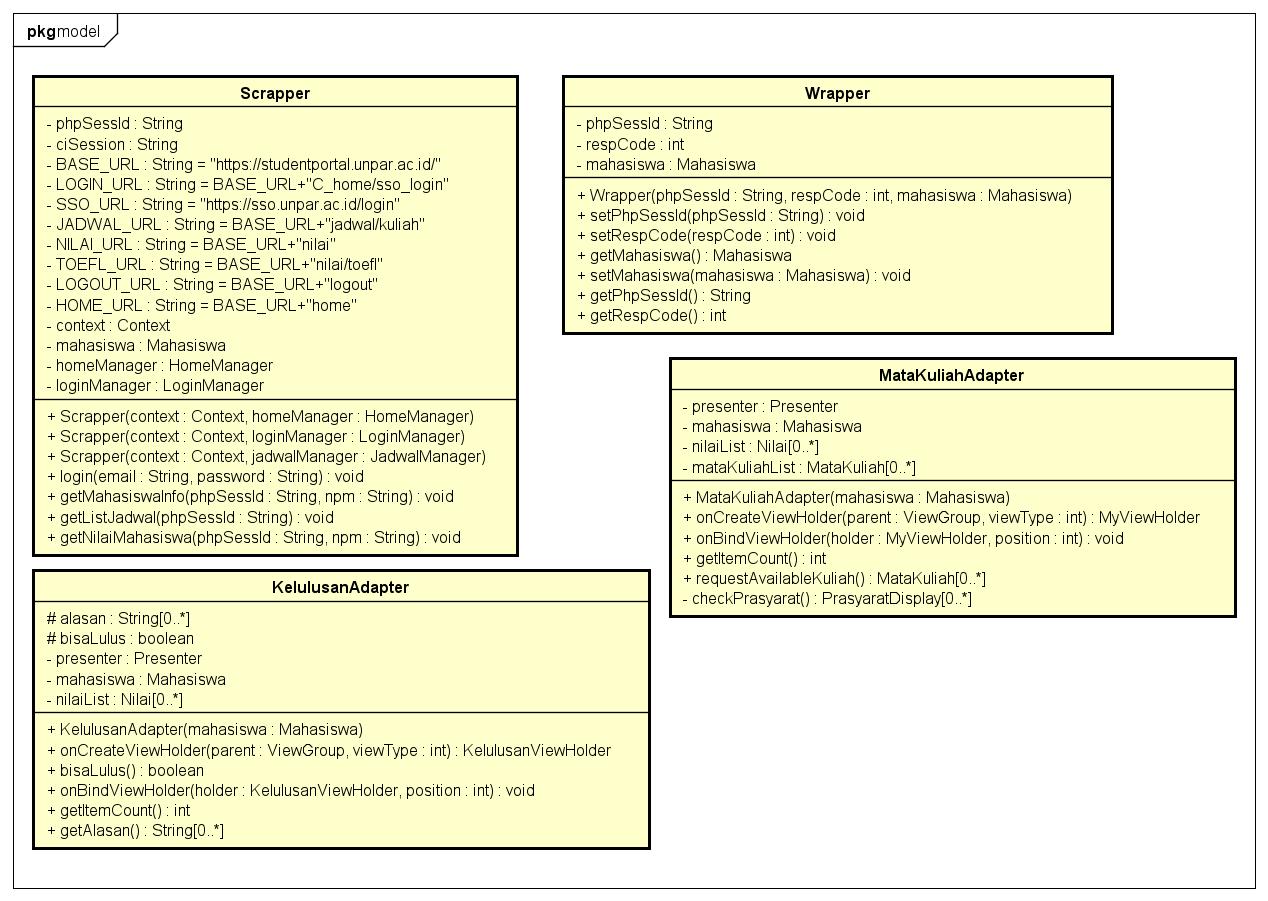 pkg model
Scrapper
- phpSessId : String
- ciSession : String
- BASE_URL : String = "https://studentportal.unpar.ac.id/"
- LOGIN_URL : String = BASE_URL+"C_home/sso_login"
- SSO_URL : String = "https://sso.unpar.ac.id/login"
- JADWAL_URL : String = BASE_URL+"jadwal/kuliah"
- NILAI_URL : String = BASE_URL+"nilai"
- TOEFL_URL : String = BASE_URL+"nilai/toefl"
- LOGOUT_URL : String = BASE_URL+"logout"
- HOME_URL : String = BASE_URL+"home"
- context : Context
- mahasiswa : Mahasiswa
- homeManager : HomeManager
- loginManager : LoginManager
+ Scrapper(context : Context, homeManager : HomeManager)
+ Scrapper(context : Context, loginManager : LoginManager)
+ Scrapper(context : Context, jadwalManager : JadwalManager)
+ login(email : String, password : String) : void
+ getMahasiswaInfo(phpSessId : String, npm : String) : void
+ getListJadwal(phpSessId : String) : void
+ getNilaiMahasiswa(phpSessId : String, npm : String) : void
Wrapper
- phpSessId : String
- respCode : int
- mahasiswa : Mahasiswa
+ Wrapper(phpSessId : String, respCode : int, mahasiswa : Mahasiswa)
+ setPhpSessId(phpSessId : String) : void
+ setRespCode(respCode : int) : void
+ getMahasiswa() : Mahasiswa
+ setMahasiswa(mahasiswa : Mahasiswa) : void
+ getPhpSessId() : String
+ getRespCode() : int
MataKuliahAdapter
- presenter : Presenter
- mahasiswa : Mahasiswa
- nilaiList : Nilai[0..*]
- mataKuliahList : MataKuliah[0..*]
+ MataKuliahAdapter(mahasiswa : Mahasiswa)
+ onCreateViewHolder(parent : ViewGroup, viewType : int) : MyViewHolder
+ onBindViewHolder(holder : MyViewHolder, position : int) : void
+ getItemCount() : int
+ requestAvailableKuliah() : MataKuliah[0..*]
- checkPrasyarat() : PrasyaratDisplay[0..*]
KelulusanAdapter
# alasan : String[0..*]
# bisaLulus : boolean
- presenter : Presenter
- mahasiswa : Mahasiswa
- nilaiList : Nilai[0..*]
+ KelulusanAdapter(mahasiswa : Mahasiswa)
+ onCreateViewHolder(parent : ViewGroup, viewType : int) : KelulusanViewHolder
+ bisaLulus() : boolean
+ onBindViewHolder(holder : KelulusanViewHolder, position : int) : void
+ getItemCount() : int
+ getAlasan() : String[0..*]